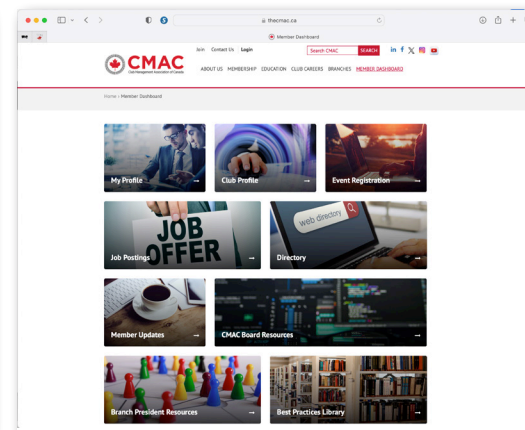 thecmac.ca
Member Dashboard
Join Contact Us Login
Search CMAC
SEARCH
CMAC
Club Management Association of Canada
ABOUT US MEMBERSHIP EDUCATION CLUB CAREERS BRANCHES MEMBER DASHBOARD
Home » Member Dashboard
My Profile
Club Profile
Event Registration
JOB
OFFER
Job Postings
web directory
Directory
Member Updates
CMAC Board Resources
Branch President Resources
Best Practices Library